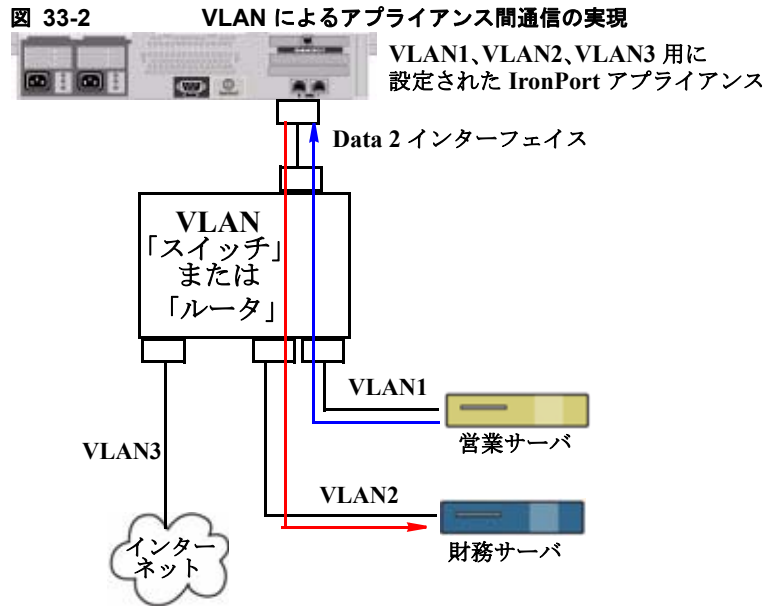 図 33-2 VLAN によるアプライアンス間通信の実現
VLAN1、VLAN2、VLAN3 用に
設定された IronPort アプライアンス
Data 2 インターフェイス
VLAN
「スイッチ」
または
「ルータ」
VLAN1
営業サーバ
VLAN3
VLAN2
財務サーバ
インター
ネット